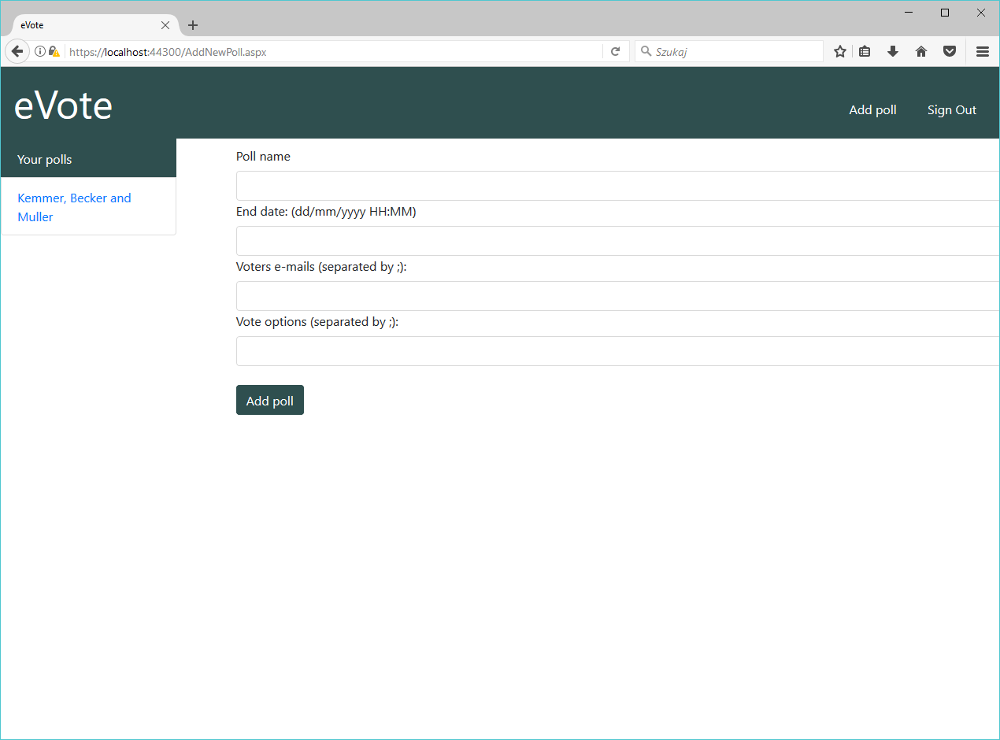 eVote
https://localhost:44300/AddNewPoll.aspx
Szukaj
eVote
Add poll
Sign Out
Your polls
Kemmer, Becker and
Muller
Poll name
End date: (dd/mm/yyyy HH:MM)
Voters e-mails (separated by ;):
Vote options (separated by ;):
Add poll